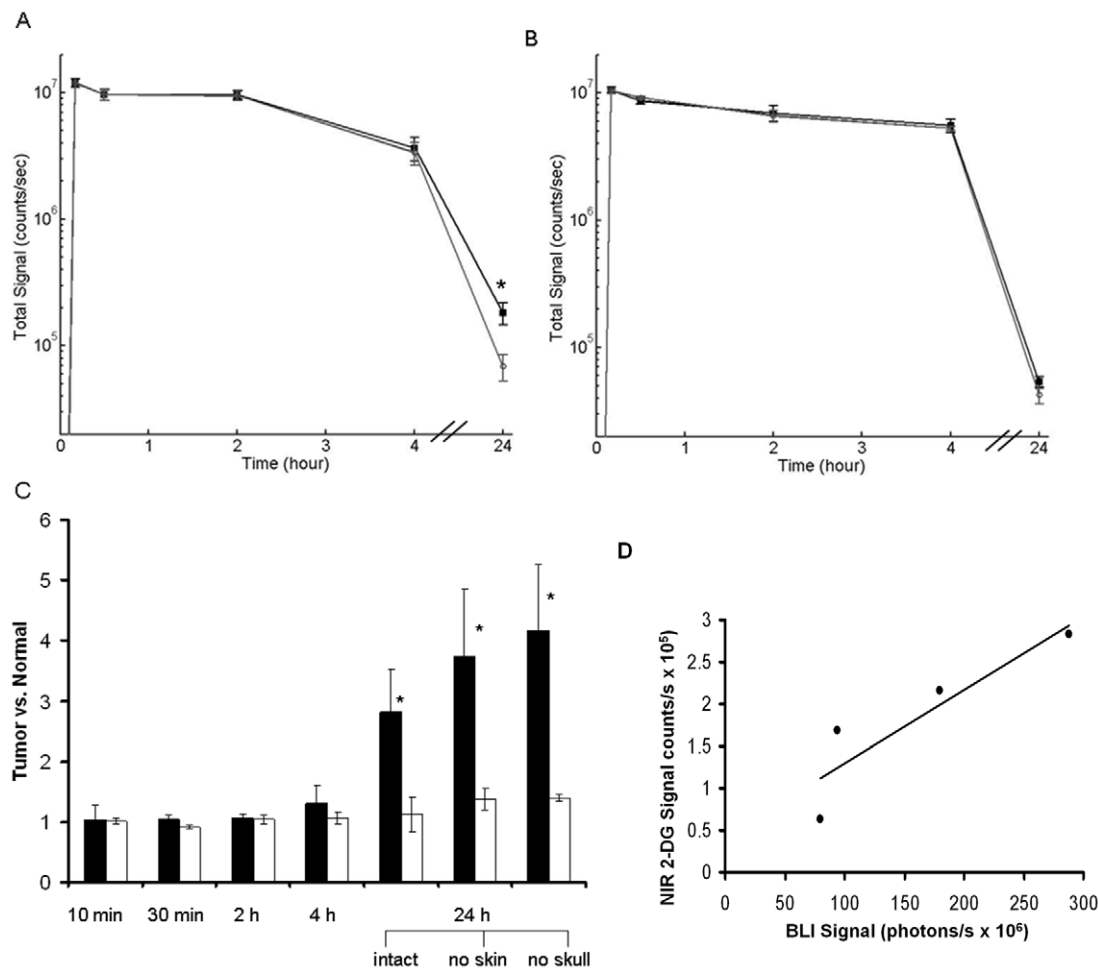 A
Total Signal (counts/sec)
10⁷
10⁶
10⁵
0 1 2 3 4 24
Time (hour)
*
B
Total Signal (counts/sec)
10⁷
10⁶
10⁵
0 1 2 3 4 24
Time (hour)
C
Tumor vs. Normal
6
5
4
3
2
1
0
* * *
10 min 30 min 2 h 4 h 24 h
intact no skin no skull
D
NIR 2-DG Signal counts/s x 10⁵)
3
2.5
2
1.5
1
0.5
0
0 50 100 150 200 250 300
BLI Signal (photons/s x 10⁶)